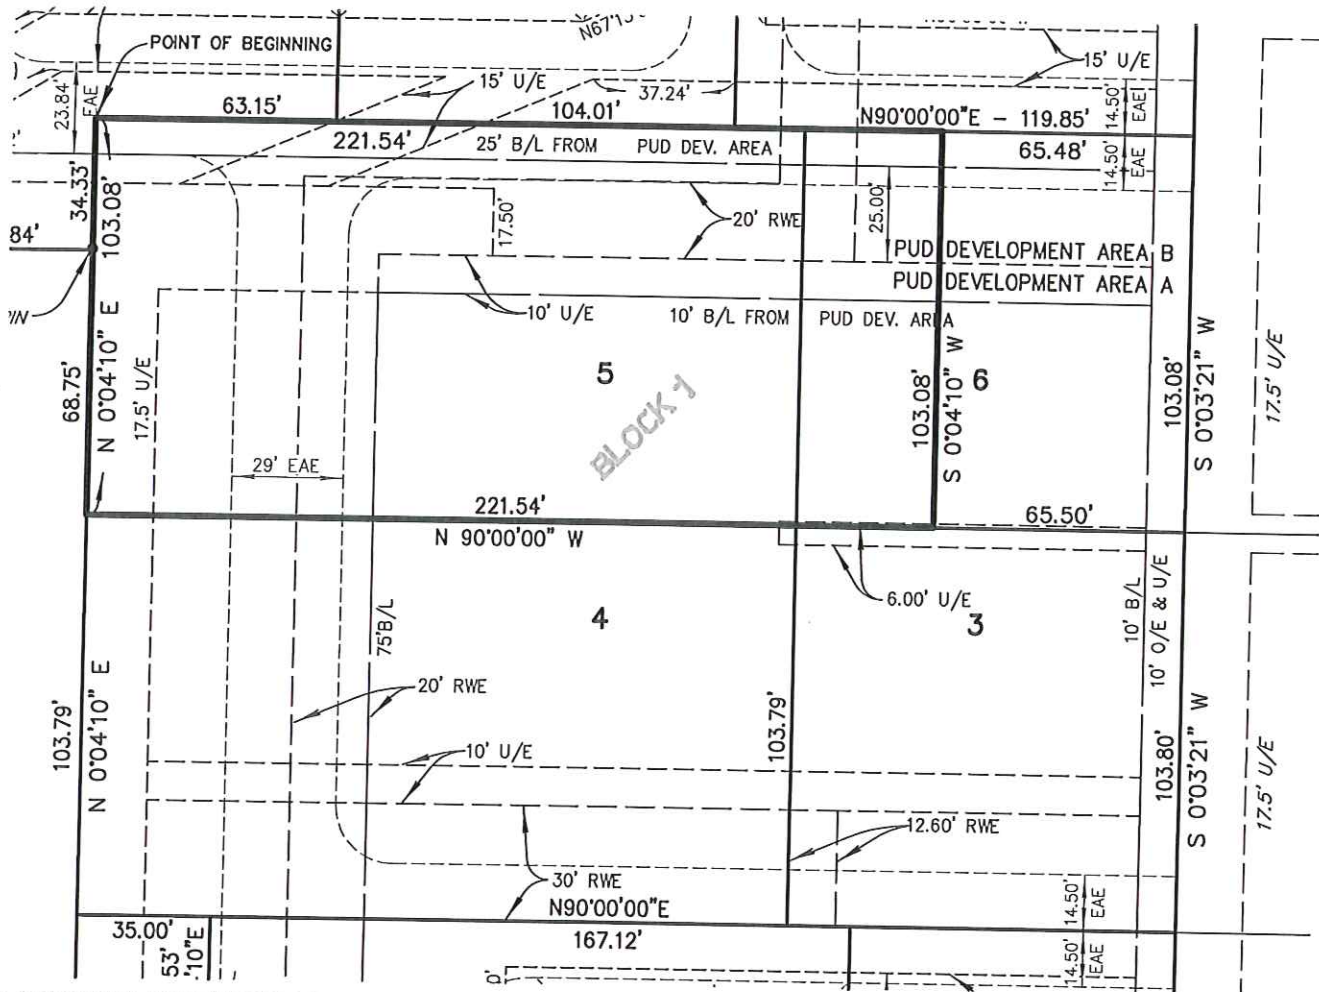 POINT OF BEGINNING
15' U/E
15' U/E
23.84'
EAE
63.15'
104.01'
37.24'
N90°00'00"E - 119.85'
14.50'
EAE
221.54'
25' B/L FROM PUD DEV. AREA
65.48'
14.50'
EAE
34.33'
103.08'
84'
17.50'
20' RWE
25.00'
PUD DEVELOPMENT AREA B
PUD DEVELOPMENT AREA A
10' U/E
10' B/L FROM PUD DEV. AREA
N 0°04'10" E
68.75'
17.5' U/E
5
BLOCK 1
103.08'
S 0°04'10" W
6
103.08'
S 0°03'21" W
17.5' U/E
29' EAE
221.54'
N 90°00'00" W
65.50'
6.00' U/E
4
3
75'B/L
10' B/L
10' O/E & U/E
N 0°04'10" E
103.79'
20' RWE
10' U/E
103.79'
103.80'
S 0°03'21" W
17.5' U/E
12.60' RWE
30' RWE
N90°00'00"E
14.50'
EAE
35.00'
53'
'10"E
167.12'
14.50'
EAE